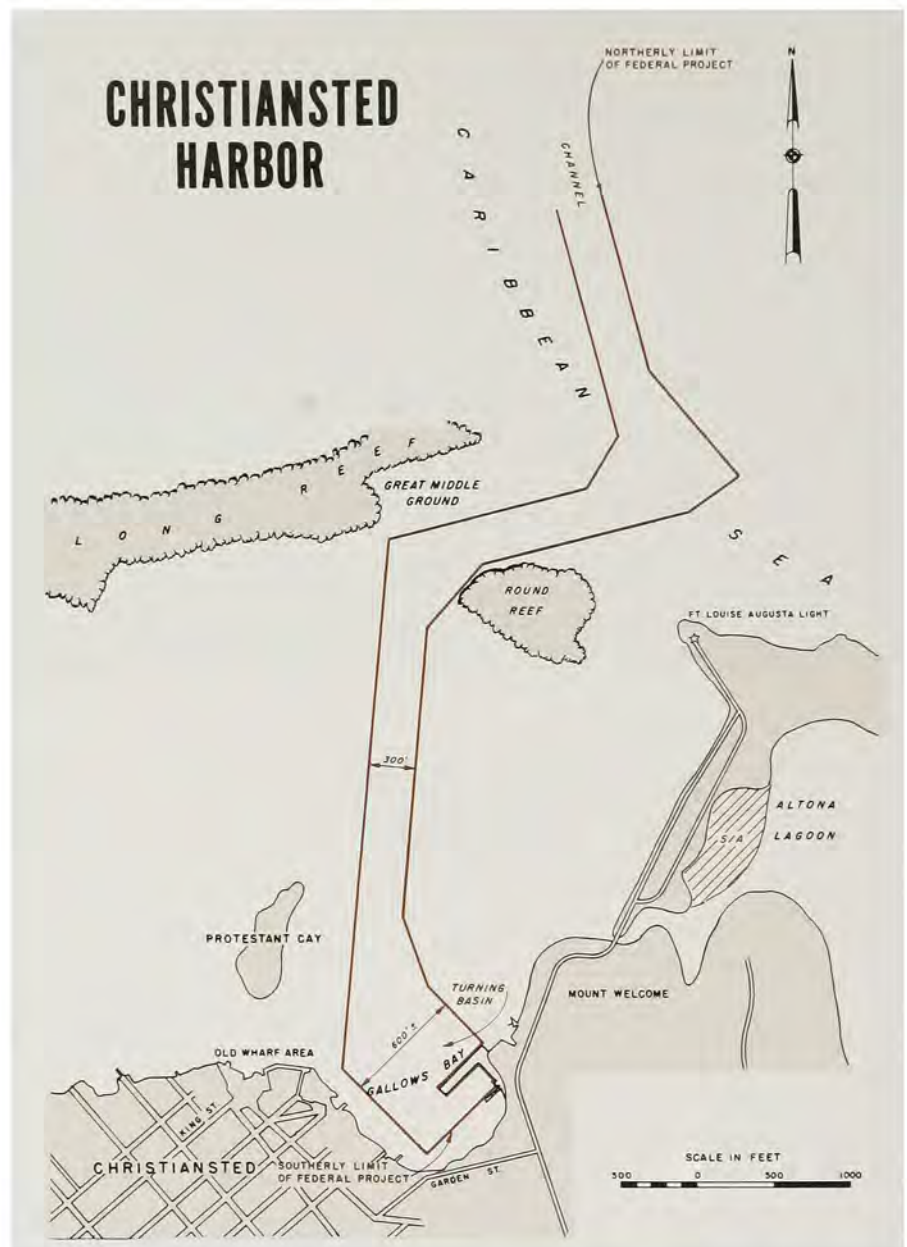 CHRISTIANSTED
HARBOR
NORTHERLY LIMIT
OF FEDERAL PROJECT
N
CHANNEL
CARIBBEAN
SEA
LONG REEF
GREAT MIDDLE
GROUND
ROUND
REEF
FT LOUISE AUGUSTA LIGHT
300'
ALTONA
LAGOON
S/A
PROTESTANT CAY
TURNING
BASIN
MOUNT WELCOME
600'±
OLD WHARF AREA
GALLOWS BAY
KING ST.
CHRISTIANSTED
SOUTHERLY LIMIT
OF FEDERAL PROJECT
GARDEN ST.
SCALE IN FEET
500 0 500 1000